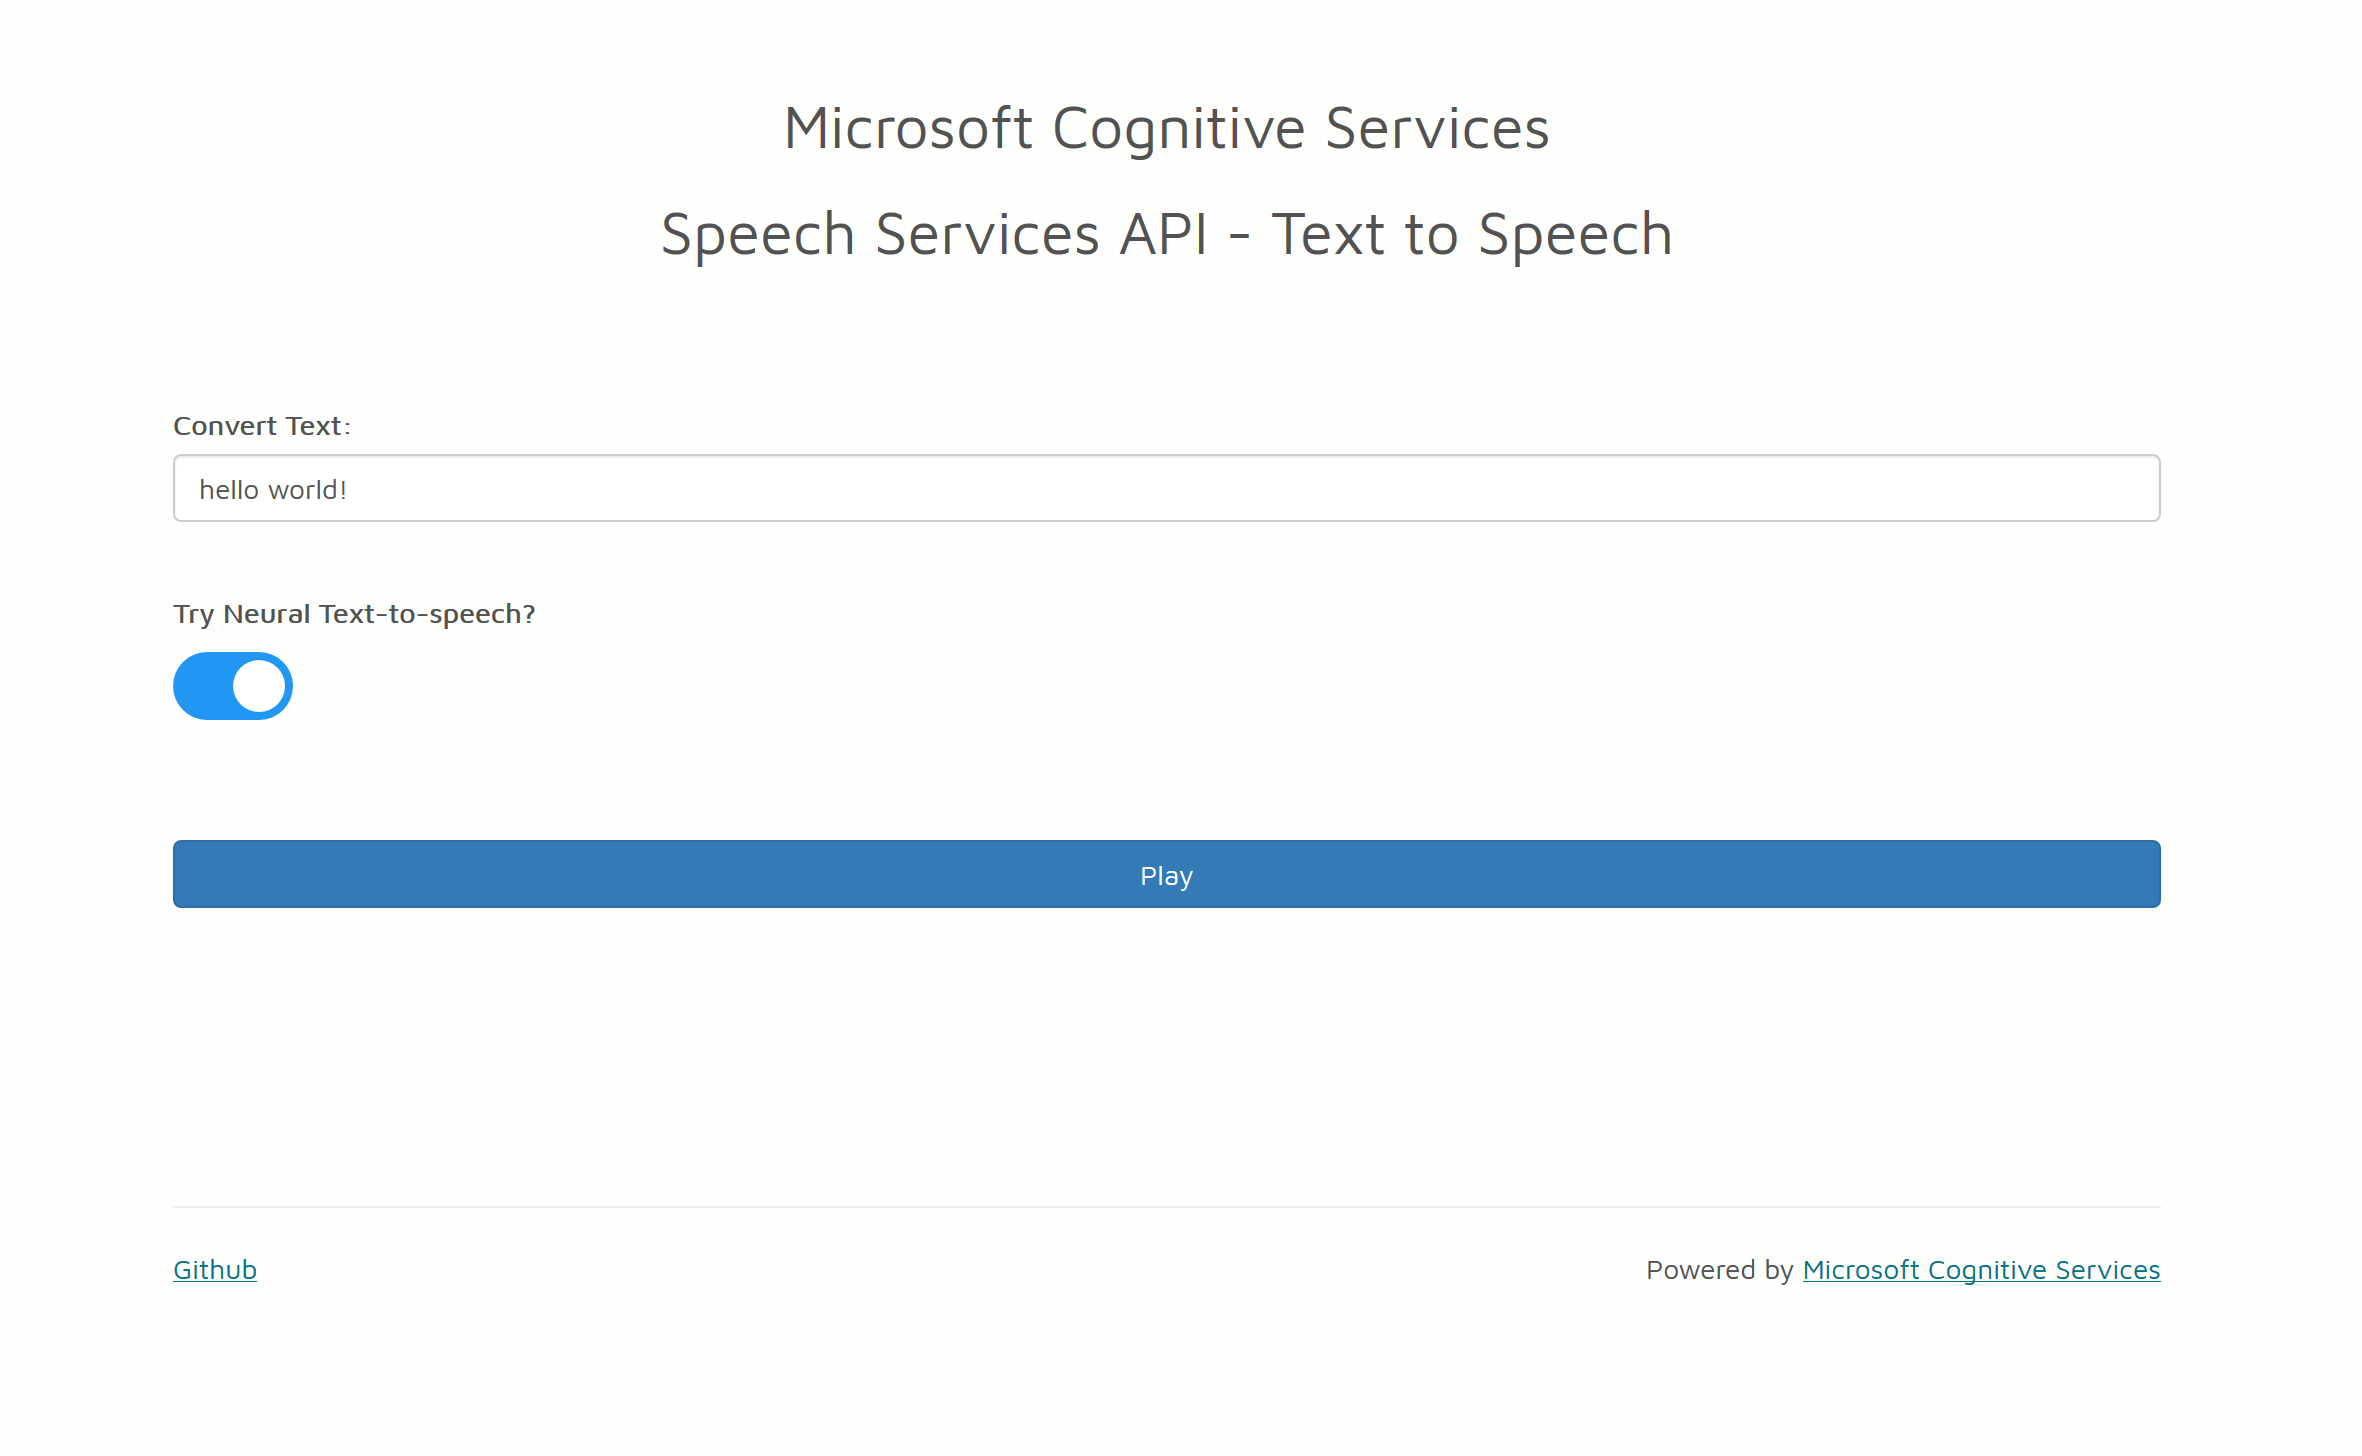 Microsoft Cognitive Services
Speech Services API - Text to Speech
Convert Text:
hello world!
Try Neural Text-to-speech?
Play
Github
Powered by Microsoft Cognitive Services